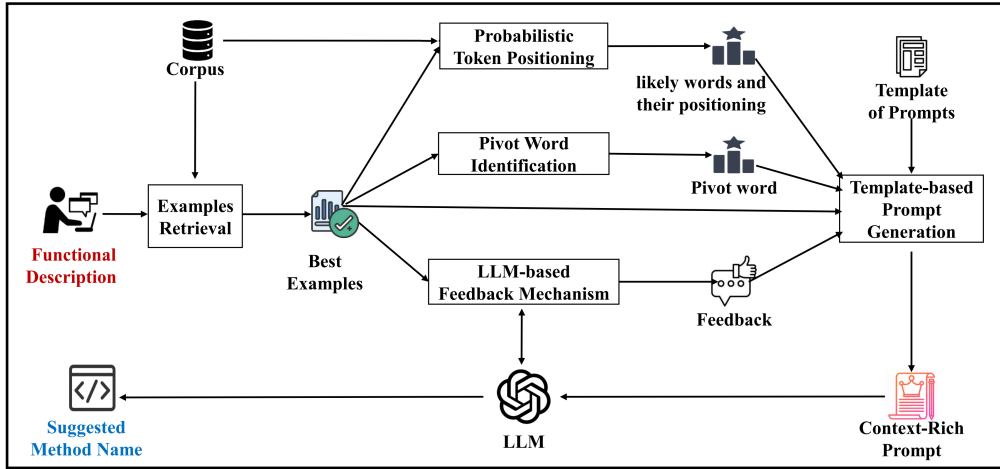 Probabilistic
Token Positioning
Corpus
likely words and
their positioning
Template
of Prompts
Pivot Word
Identification
Pivot word
Examples
Retrieval
Template-based
Prompt
Generation
Functional
Description
Best
Examples
LLM-based
Feedback Mechanism
Feedback
Suggested
Method Name
LLM
Context-Rich
Prompt